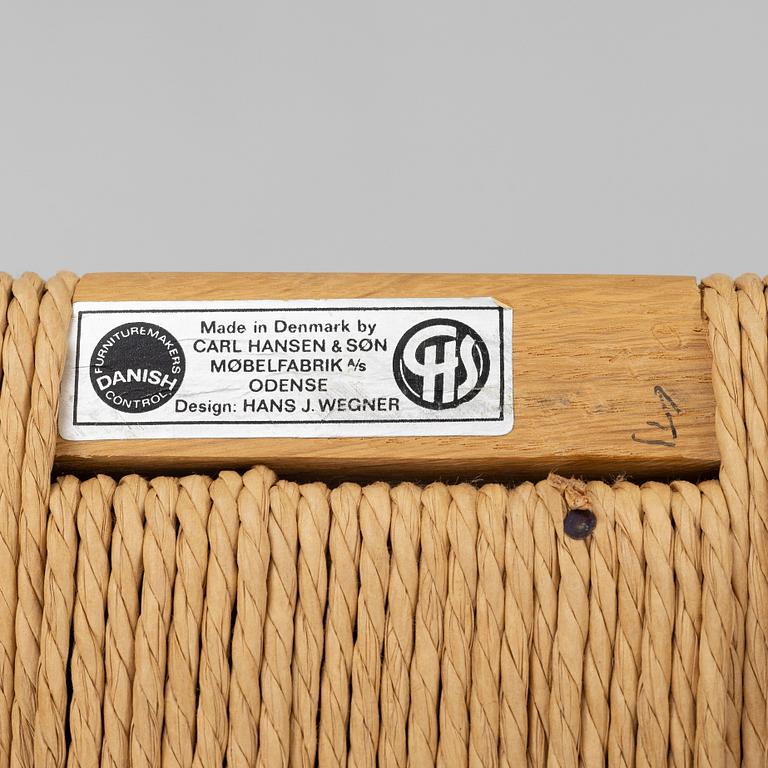 FURNITUREMAKERS
DANISH
CONTROL
Made in Denmark by
CARL HANSEN & SØN
MØBELFABRIK A/s
ODENSE
Design: HANS J. WEGNER
CHS